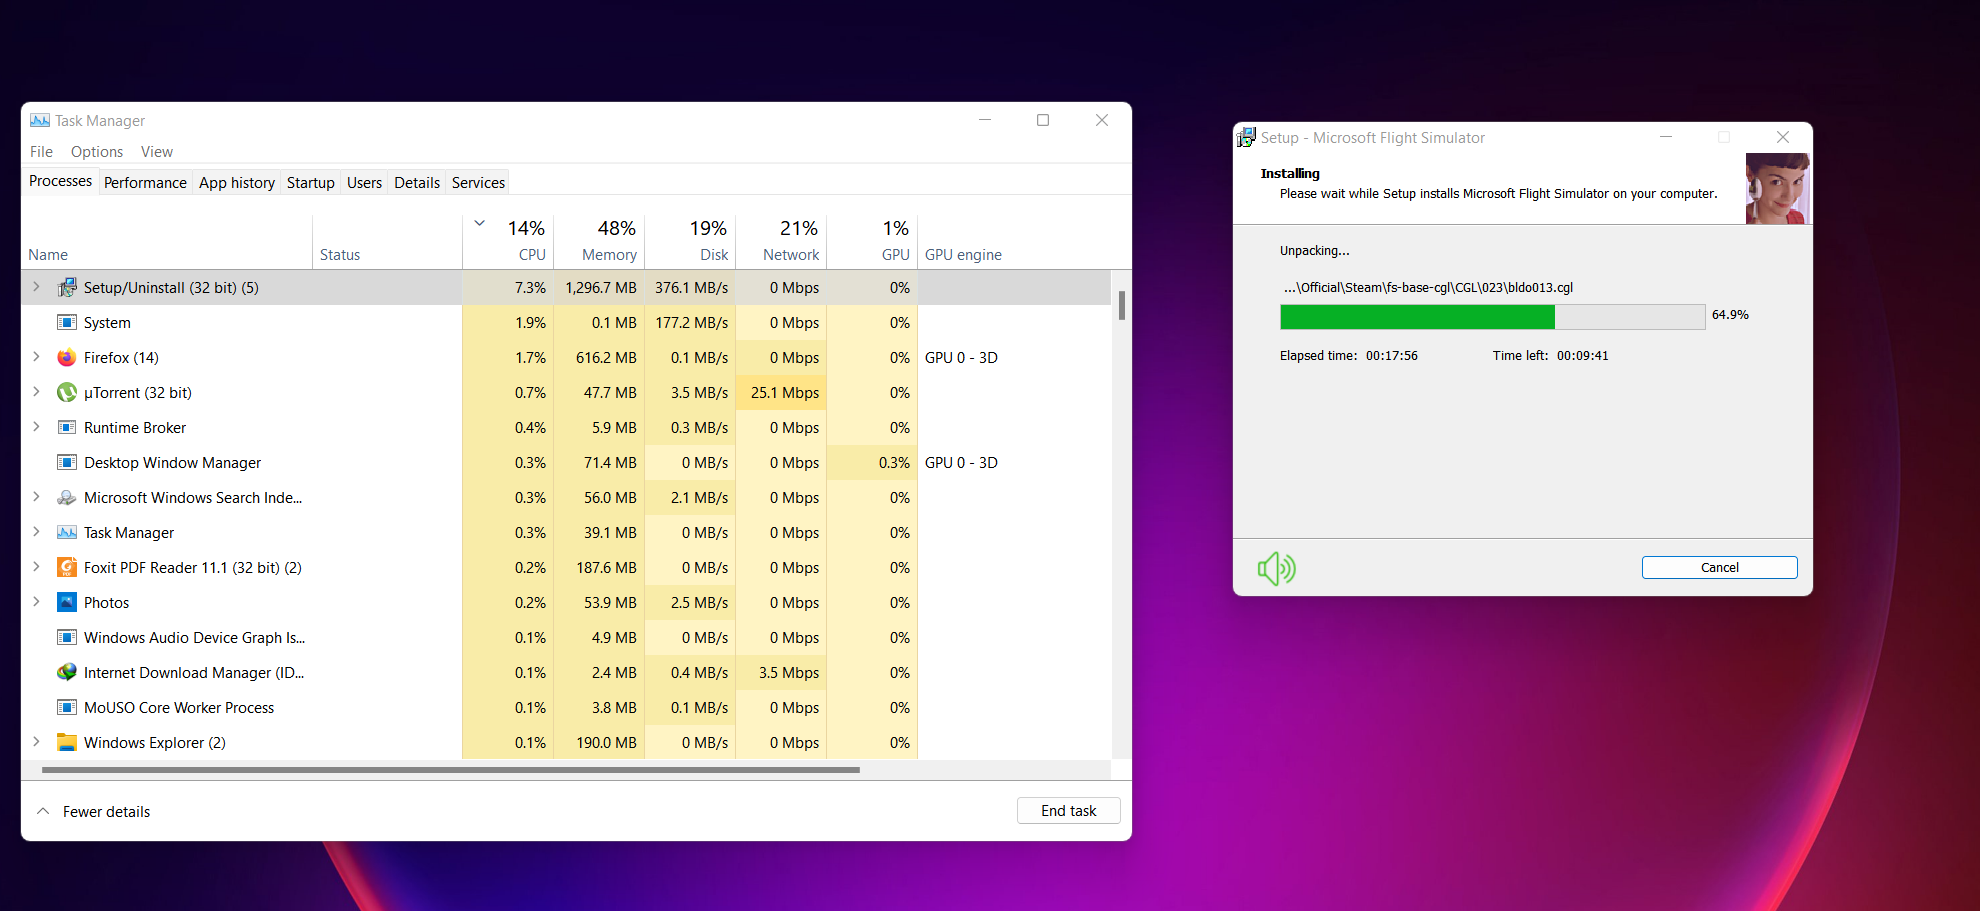 Task Manager
File Options View
Processes Performance App history Startup Users Details Services
14% 48% 19% 21% 1%
Name Status CPU Memory Disk Network GPU GPU engine
Setup/Uninstall (32 bit) (5) 7.3% 1,296.7 MB 376.1 MB/s 0 Mbps 0%
System 1.9% 0.1 MB 177.2 MB/s 0 Mbps 0%
Firefox (14) 1.7% 616.2 MB 0.1 MB/s 0 Mbps 0% GPU 0 - 3D
µTorrent (32 bit) 0.7% 47.7 MB 3.5 MB/s 25.1 Mbps 0%
Runtime Broker 0.4% 5.9 MB 0.3 MB/s 0 Mbps 0%
Desktop Window Manager 0.3% 71.4 MB 0 MB/s 0 Mbps 0.3% GPU 0 - 3D
Microsoft Windows Search Inde... 0.3% 56.0 MB 2.1 MB/s 0 Mbps 0%
Task Manager 0.3% 39.1 MB 0 MB/s 0 Mbps 0%
Foxit PDF Reader 11.1 (32 bit) (2) 0.2% 187.6 MB 0 MB/s 0 Mbps 0%
Photos 0.2% 53.9 MB 2.5 MB/s 0 Mbps 0%
Windows Audio Device Graph Is... 0.1% 4.9 MB 0 MB/s 0 Mbps 0%
Internet Download Manager (ID... 0.1% 2.4 MB 0.4 MB/s 3.5 Mbps 0%
MoUSO Core Worker Process 0.1% 3.8 MB 0.1 MB/s 0 Mbps 0%
Windows Explorer (2) 0.1% 190.0 MB 0 MB/s 0 Mbps 0%
Fewer details End task
Setup - Microsoft Flight Simulator
Installing
Please wait while Setup installs Microsoft Flight Simulator on your computer.
Unpacking...
...\Official\Steam\fs-base-cgl\CGL\023\bldo013.cgl
64.9%
Elapsed time: 00:17:56 Time left: 00:09:41
Cancel